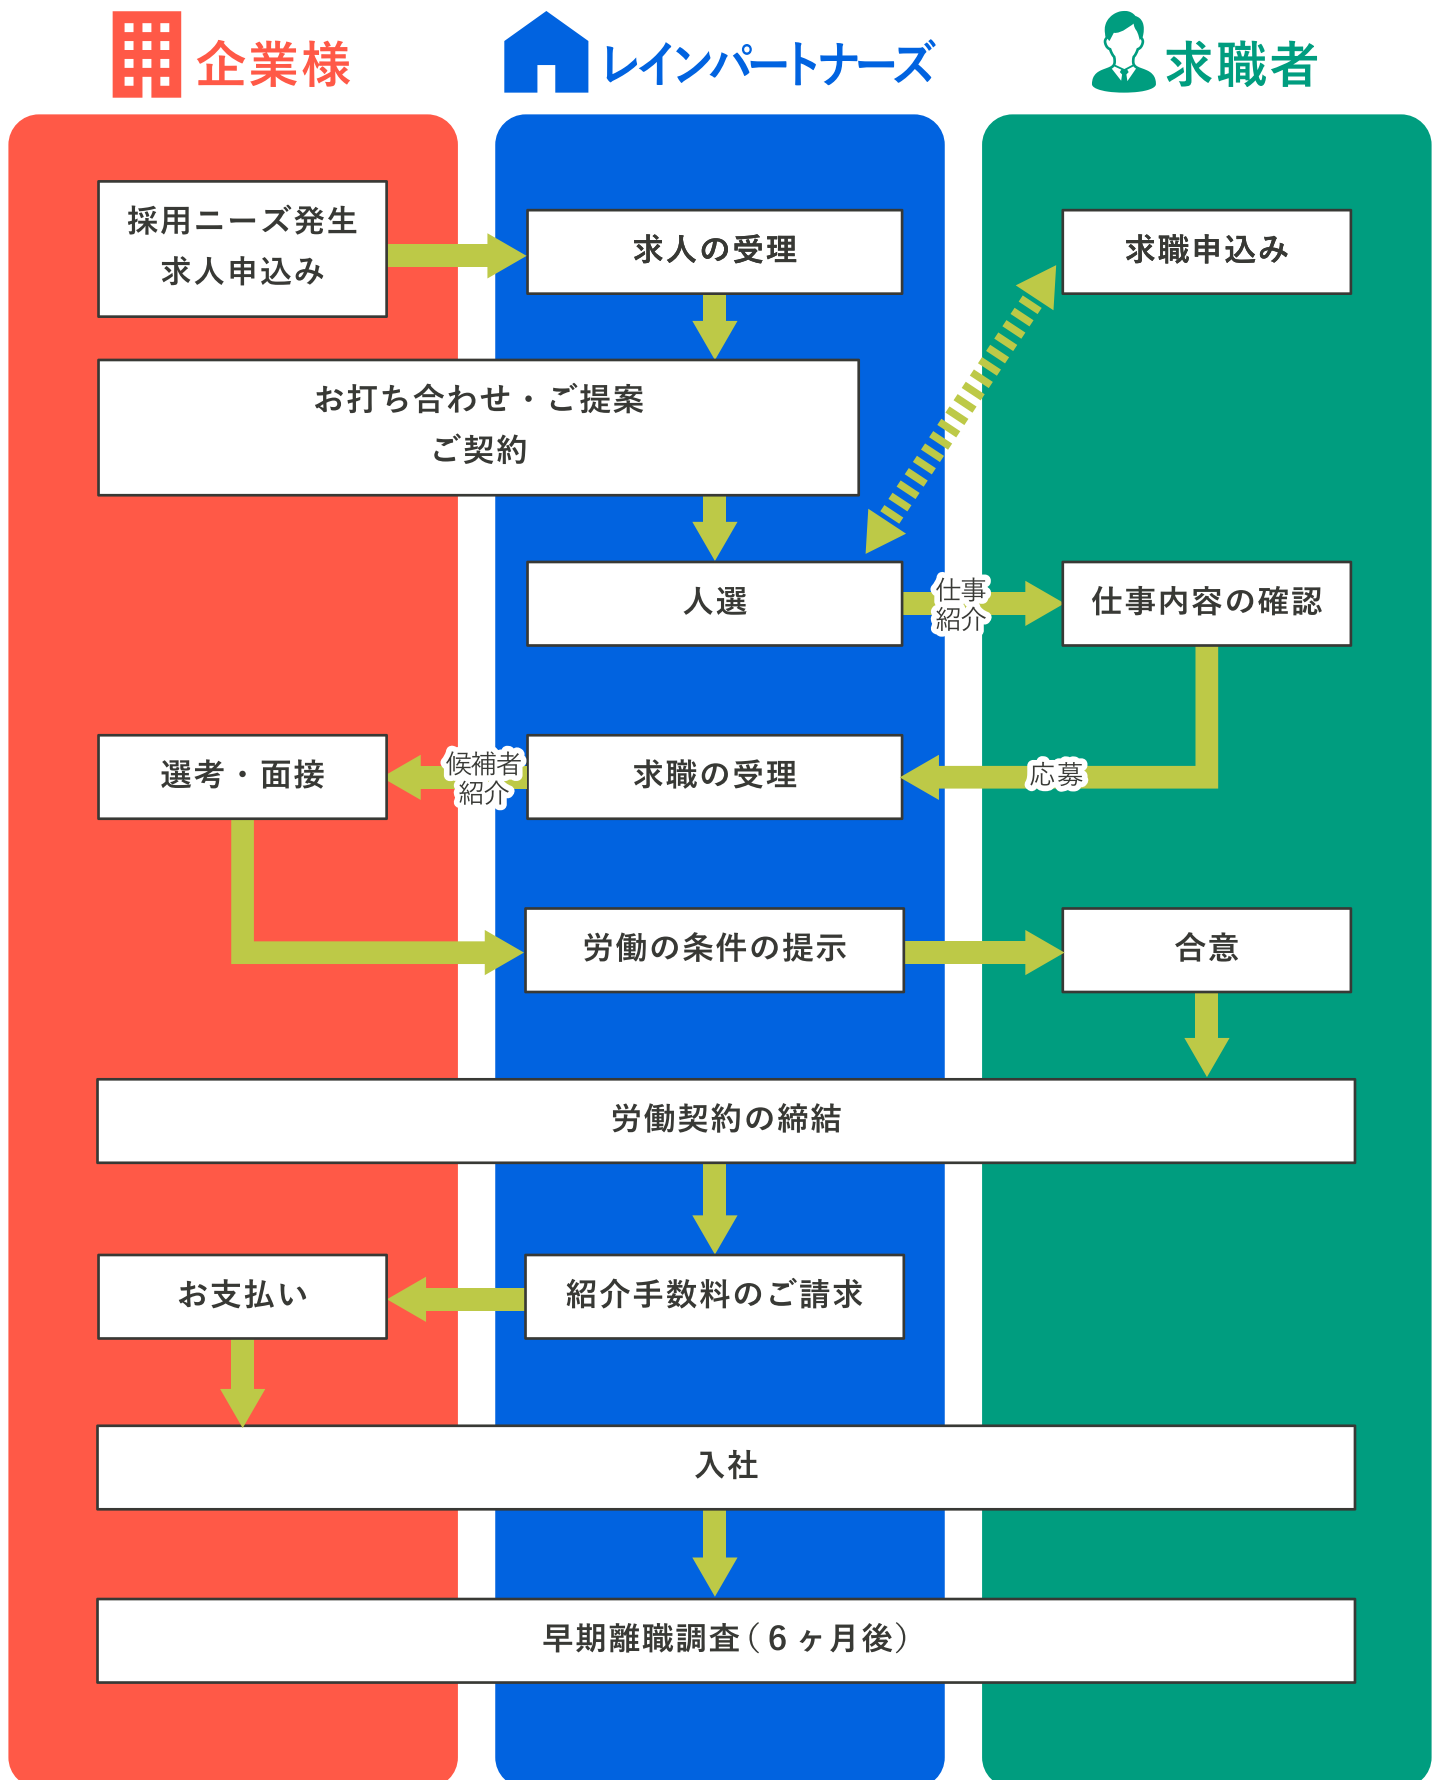 企業様
レインパートナーズ
求職者
採用ニーズ発生
求人申込み
求人の受理
求職申込み
お打ち合わせ・ご提案
ご契約
人選
仕事
紹介
仕事内容の確認
選考・面接
候補者
紹介
求職の受理
応募
労働の条件の提示
合意
労働契約の締結
お支払い
紹介手数料のご請求
入社
早期離職調査（６ヶ月後）